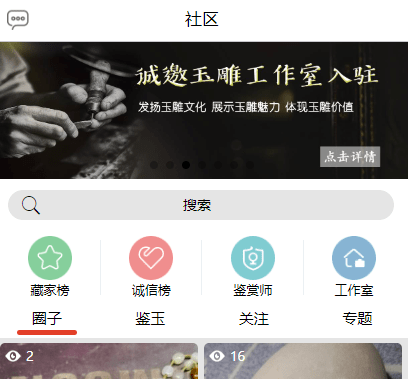 社区
诚邀玉雕工作室入驻
发扬玉雕文化 展示玉雕魅力 体现玉雕价值
点击详情
搜索
藏家榜 诚信榜 鉴赏师 工作室
圈子 鉴玉 关注 专题
2 16